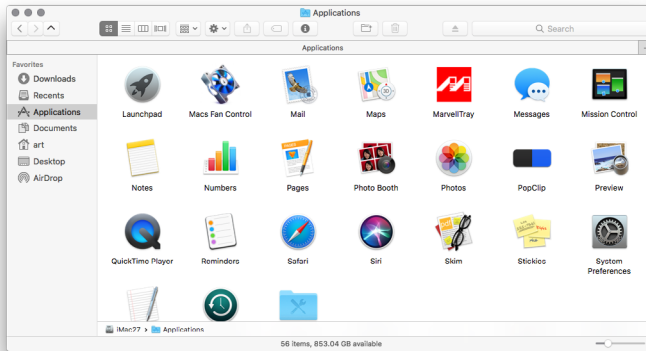 Applications
Search
Applications
Favorites
Downloads
Recents
Applications
Documents
art
Desktop
AirDrop
Launchpad
Macs Fan Control
Mail
Maps
MarvellTray
Messages
Mission Control
Notes
Numbers
Pages
Photo Booth
Photos
PopClip
Preview
QuickTime Player
Reminders
Safari
Siri
Skim
Stickies
System
Preferences
iMac27 › Applications
56 items, 853.04 GB available